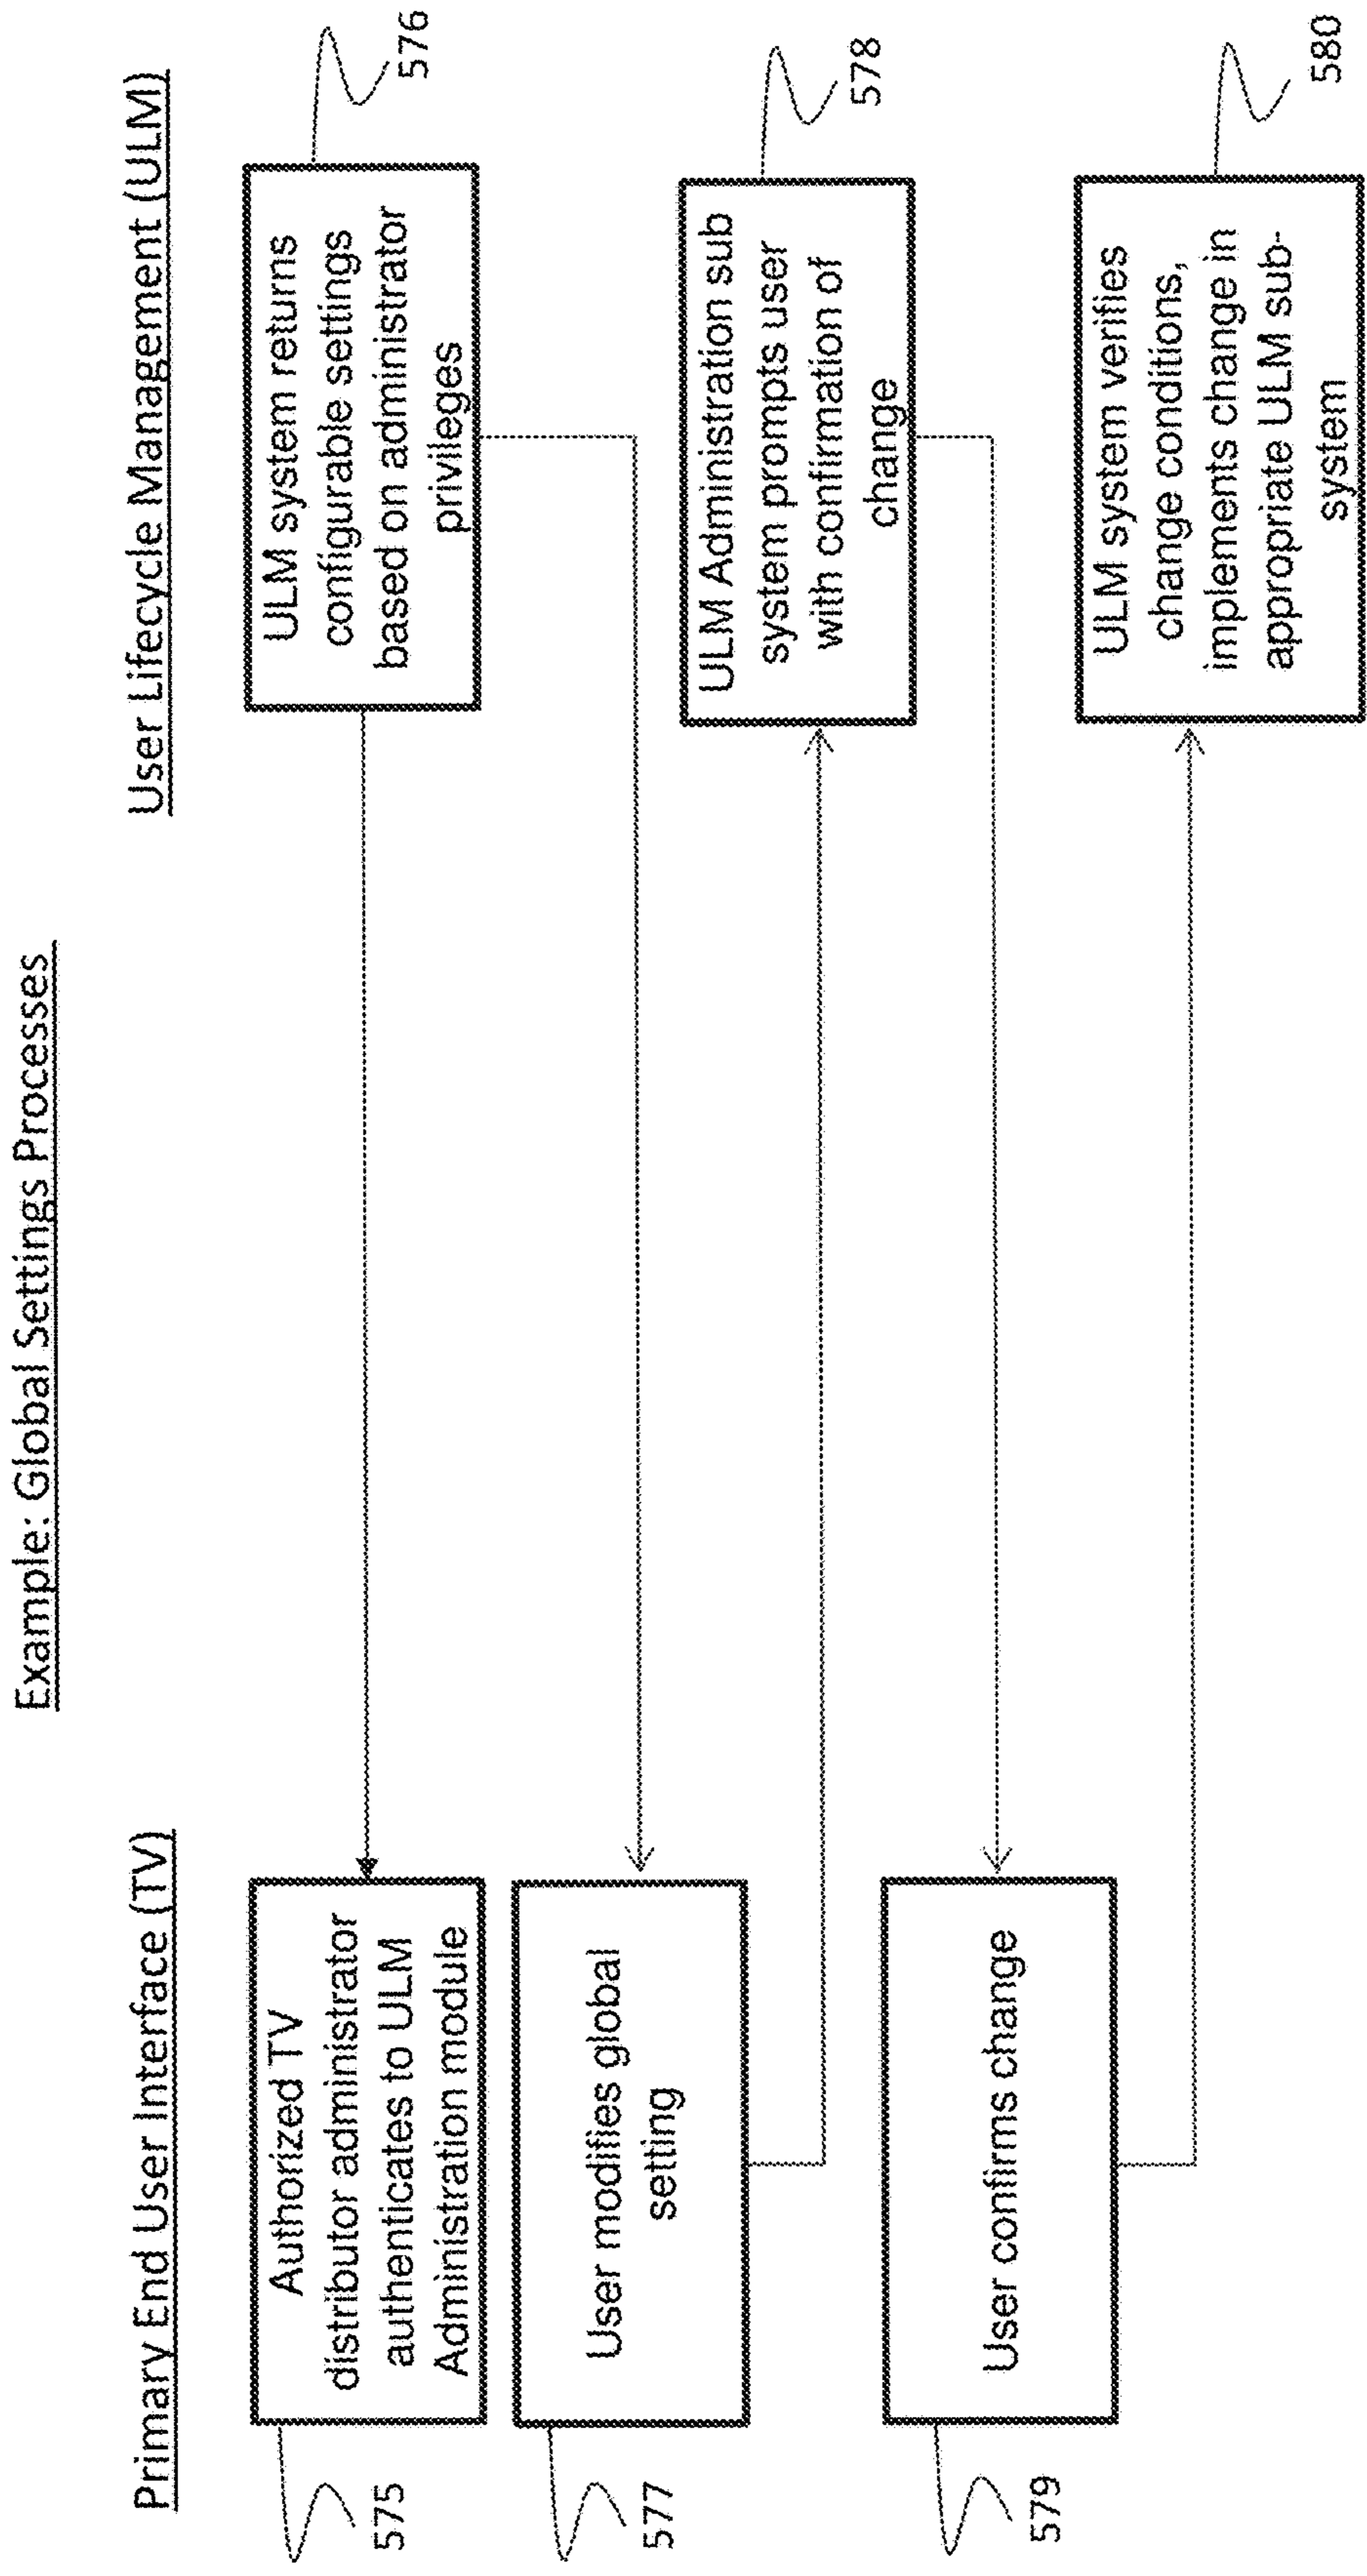 Example: Global Settings Processes
Primary End User Interface (TV)
User Lifecycle Management (ULM)
575
Authorized TV
distributor administrator
authenticates to ULM
Administration module
ULM system returns
configurable settings
based on administrator
privileges
576
577
User modifies global
setting
ULM Administration sub
system prompts user
with confirmation of
change
578
579
User confirms change
ULM system verifies
change conditions,
implements change in
appropriate ULM sub-
system
580